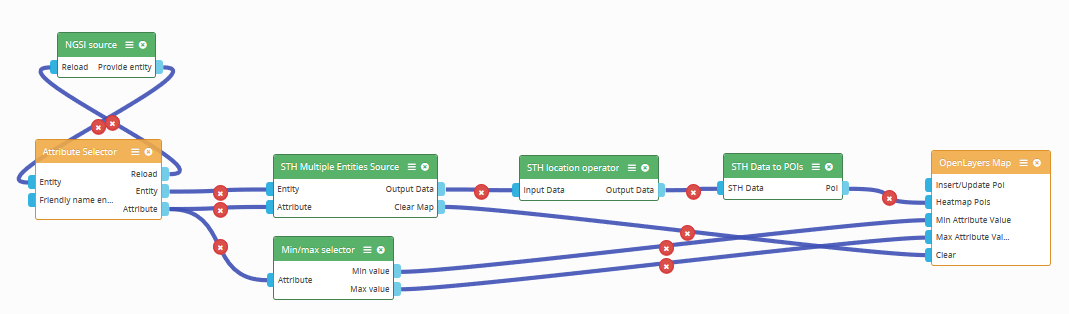 NGSI source
Reload Provide entity
Attribute Selector
Reload
Entity
Entity
Friendly name en...
Attribute
STH Multiple Entities Source
Entity Output Data
Attribute Clear Map
Min/max selector
Min value
Attribute
Max value
STH location operator
Input Data Output Data
STH Data to POIs
STH Data PoI
OpenLayers Map
Insert/Update PoI
Heatmap PoIs
Min Attribute Value
Max Attribute Val...
Clear